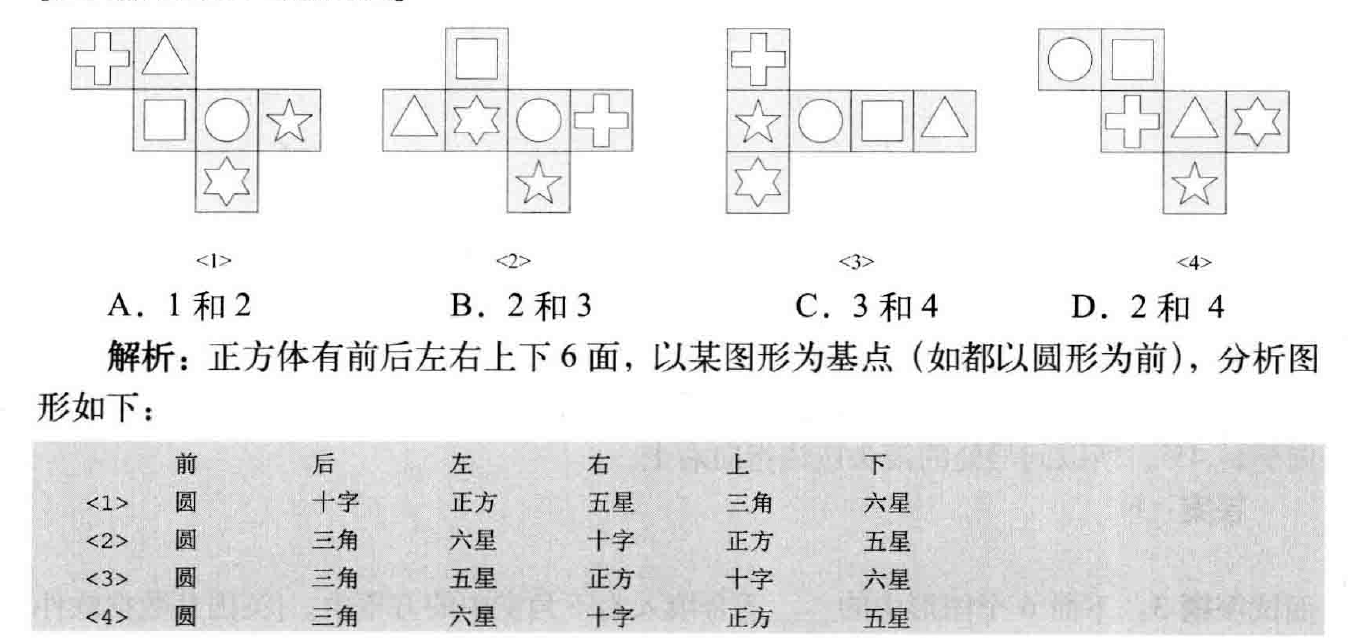 <1> <2> <3> <4>
A．1 和 2 B．2 和 3 C．3 和 4 D．2 和 4
解析：正方体有前后左右上下 6 面，以某图形为基点（如都以圆形为前），分析图
形如下：
前 后 左 右 上 下
<1> 圆 十字 正方 五星 三角 六星
<2> 圆 三角 六星 十字 正方 五星
<3> 圆 三角 五星 正方 十字 六星
<4> 圆 三角 六星 十字 正方 五星